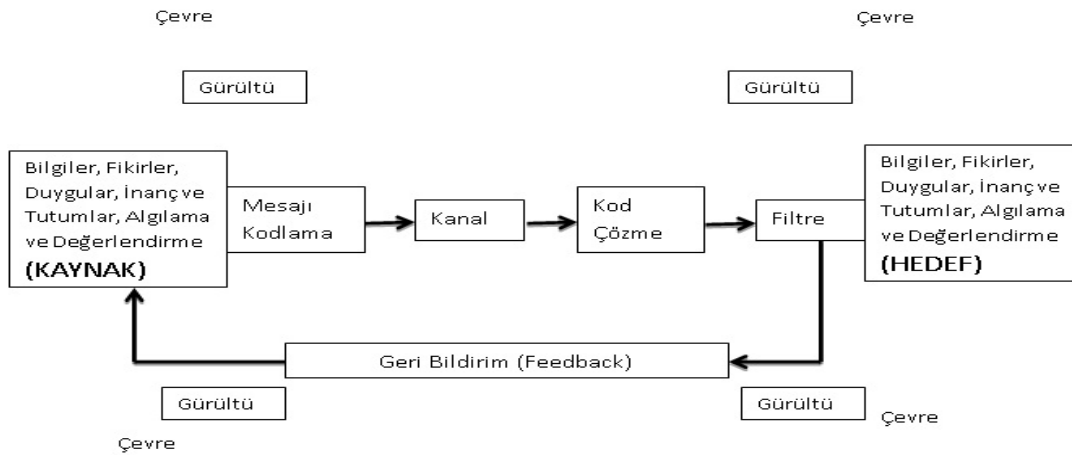 Çevre
Çevre
Gürültü
Gürültü
Bilgiler, Fikirler,
Duygular, İnanç ve
Tutumlar, Algılama
ve Değerlendirme
(KAYNAK)
Mesajı
Kodlama
Kanal
Kod
Çözme
Filtre
Bilgiler, Fikirler,
Duygular, İnanç ve
Tutumlar, Algılama
ve Değerlendirme
(HEDEF)
Geri Bildirim (Feedback)
Gürültü
Gürültü
Çevre
Çevre